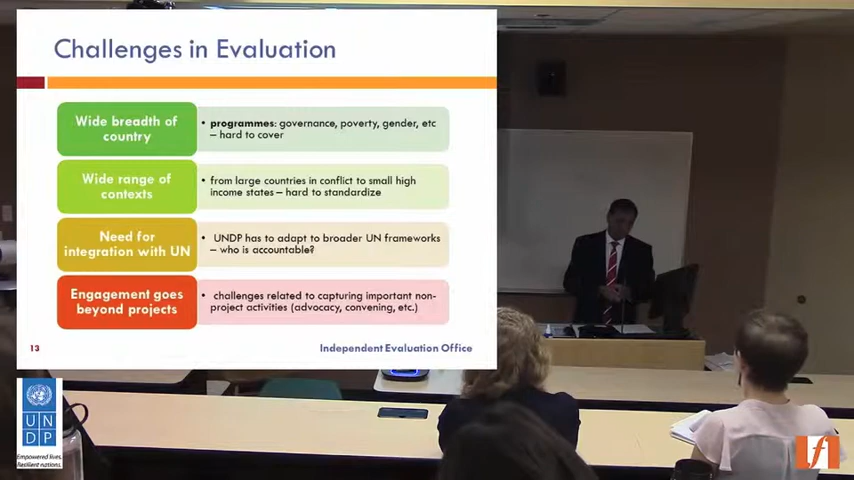 Challenges in Evaluation
Wide breadth of
country
• programmes: governance, poverty, gender, etc
– hard to cover
Wide range of
contexts
• from large countries in conflict to small high
income states – hard to standardize
Need for
integration with UN
• UNDP has to adapt to broader UN frameworks
– who is accountable?
Engagement goes
beyond projects
• challenges related to capturing important non-
project activities (advocacy, convening, etc.)
13
Independent Evaluation Office
U N
D P
Empowered lives.
Resilient nations.
f